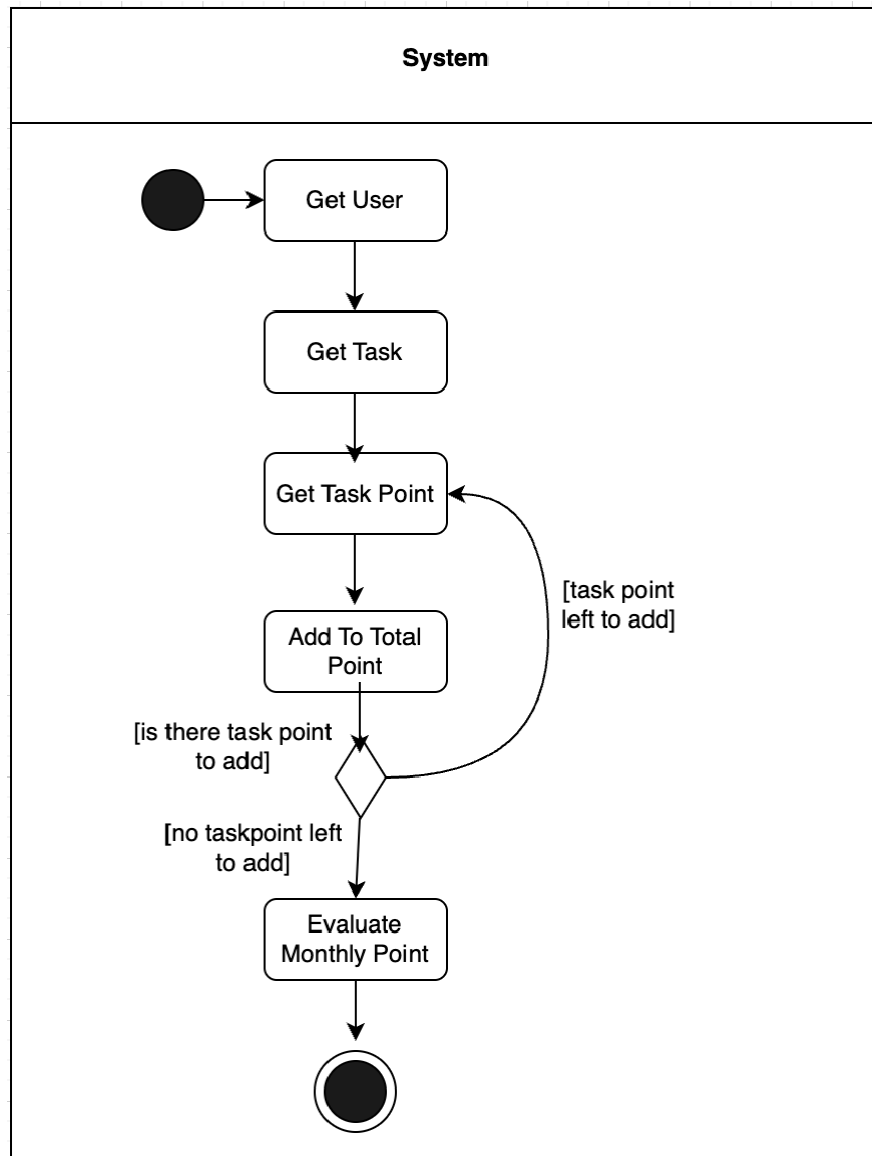 System
Get User
Get Task
Get Task Point
[task point
left to add]
Add To Total
Point
[is there task point
to add]
[no taskpoint left
to add]
Evaluate
Monthly Point